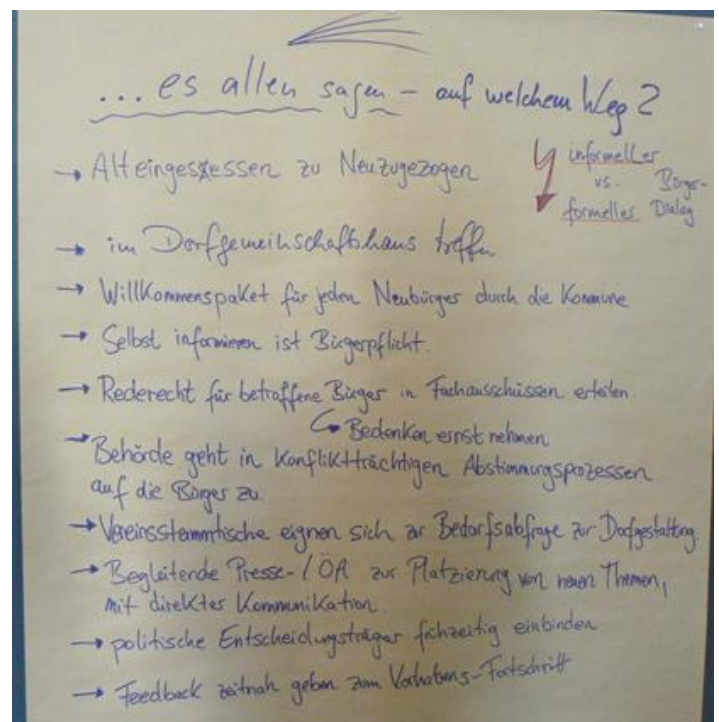 ... es allen sagen – auf welchem Weg?
informeller
vs. Bürger-
formelles Dialog
→ Alteingesessen zu Neuzugezogen
→ im Dorfgemeinschaftshaus treffen
→ Willkommenspaket für jeden Neubürger durch die Kommune
→ Selbst informieren ist Bürgerpflicht.
→ Rederecht für betroffene Bürger in Fachausschüssen erteilen
↳ Bedenken ernst nehmen
→ Behörde geht in konfliktträchtigen Abstimmungsprozessen
auf die Bürger zu.
→ Vereinsstammtische eignen sich zur Bedarfsabfrage zur Dorfgestaltung.
→ Begleitende Presse-/ÖA zur Platzierung von neuen Themen,
mit direkter Kommunikation.
→ politische Entscheidungsträger frühzeitig einbinden
→ Feedback zeitnah geben zum Vorhabens-Fortschritt